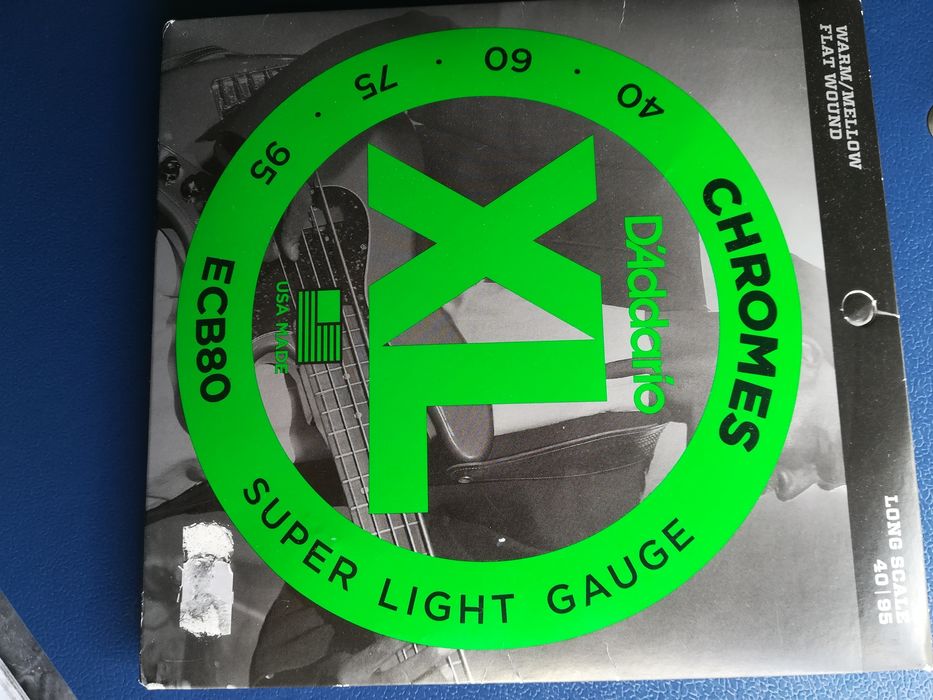 WARM/MELLOW
FLAT WOUND
LONG SCALE
40|95
CHROMES
D'Addario
XL
40 · 60 · 75 · 95
USA MADE
ECB80
SUPER LIGHT GAUGE